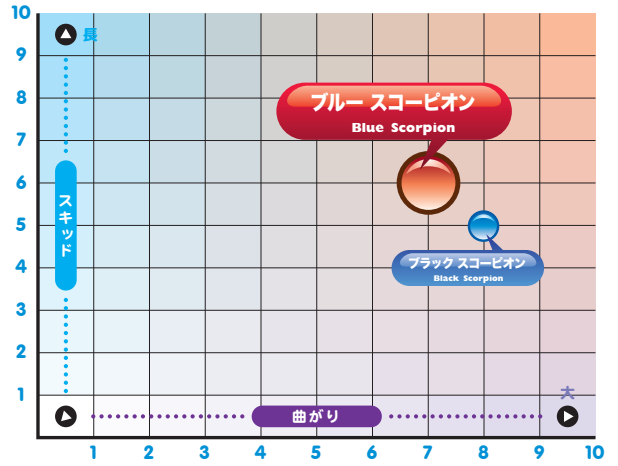 10
長
9
8
ブルー スコーピオン
Blue Scorpion
7
6
スキッド
5
ブラック スコーピオン
Black Scorpion
4
3
2
1
大
曲がり
1 2 3 4 5 6 7 8 9 10